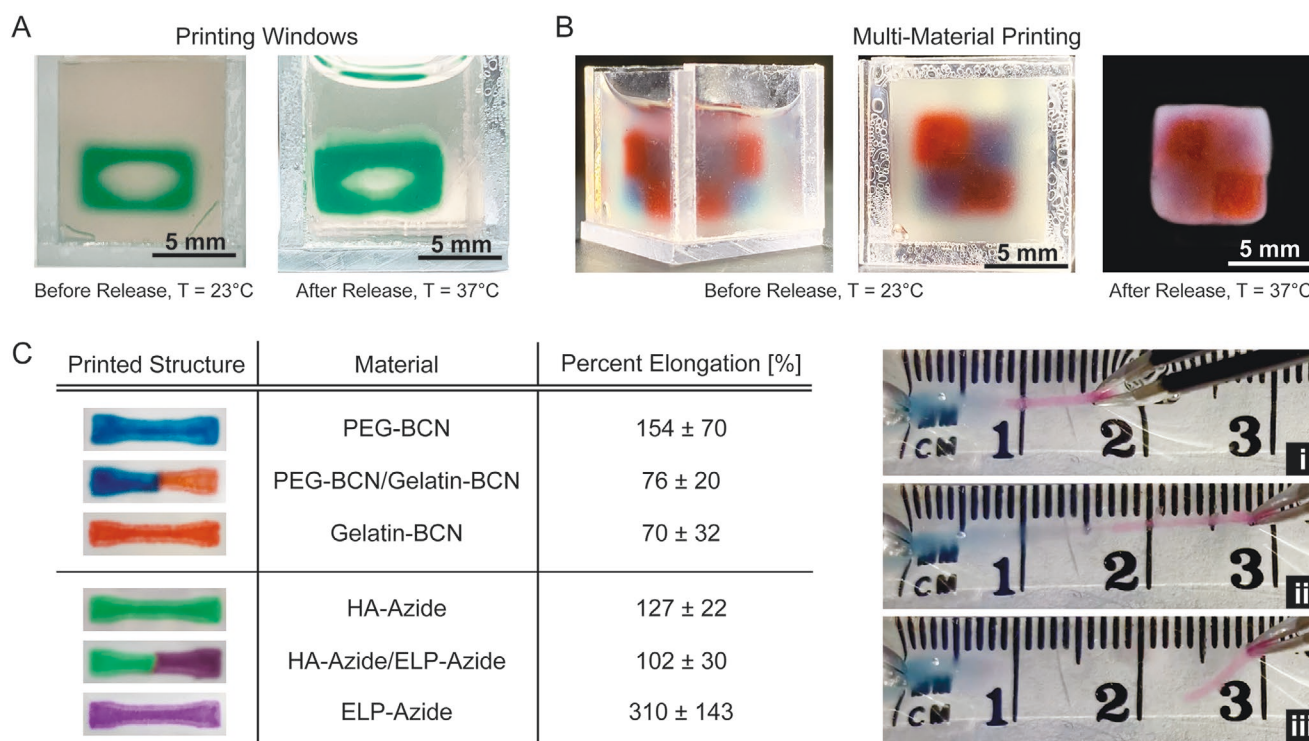 A
Printing Windows
5 mm
Before Release, T = 23°C
5 mm
After Release, T = 37°C
B
Multi-Material Printing
5 mm
Before Release, T = 23°C
5 mm
After Release, T = 37°C
C
Printed Structure Material Percent Elongation [%]
PEG-BCN 154 ± 70
PEG-BCN/Gelatin-BCN 76 ± 20
Gelatin-BCN 70 ± 32
HA-Azide 127 ± 22
HA-Azide/ELP-Azide 102 ± 30
ELP-Azide 310 ± 143
CM 1 2 3
i
CM 1 2 3
ii
CM 1 2 3
iii